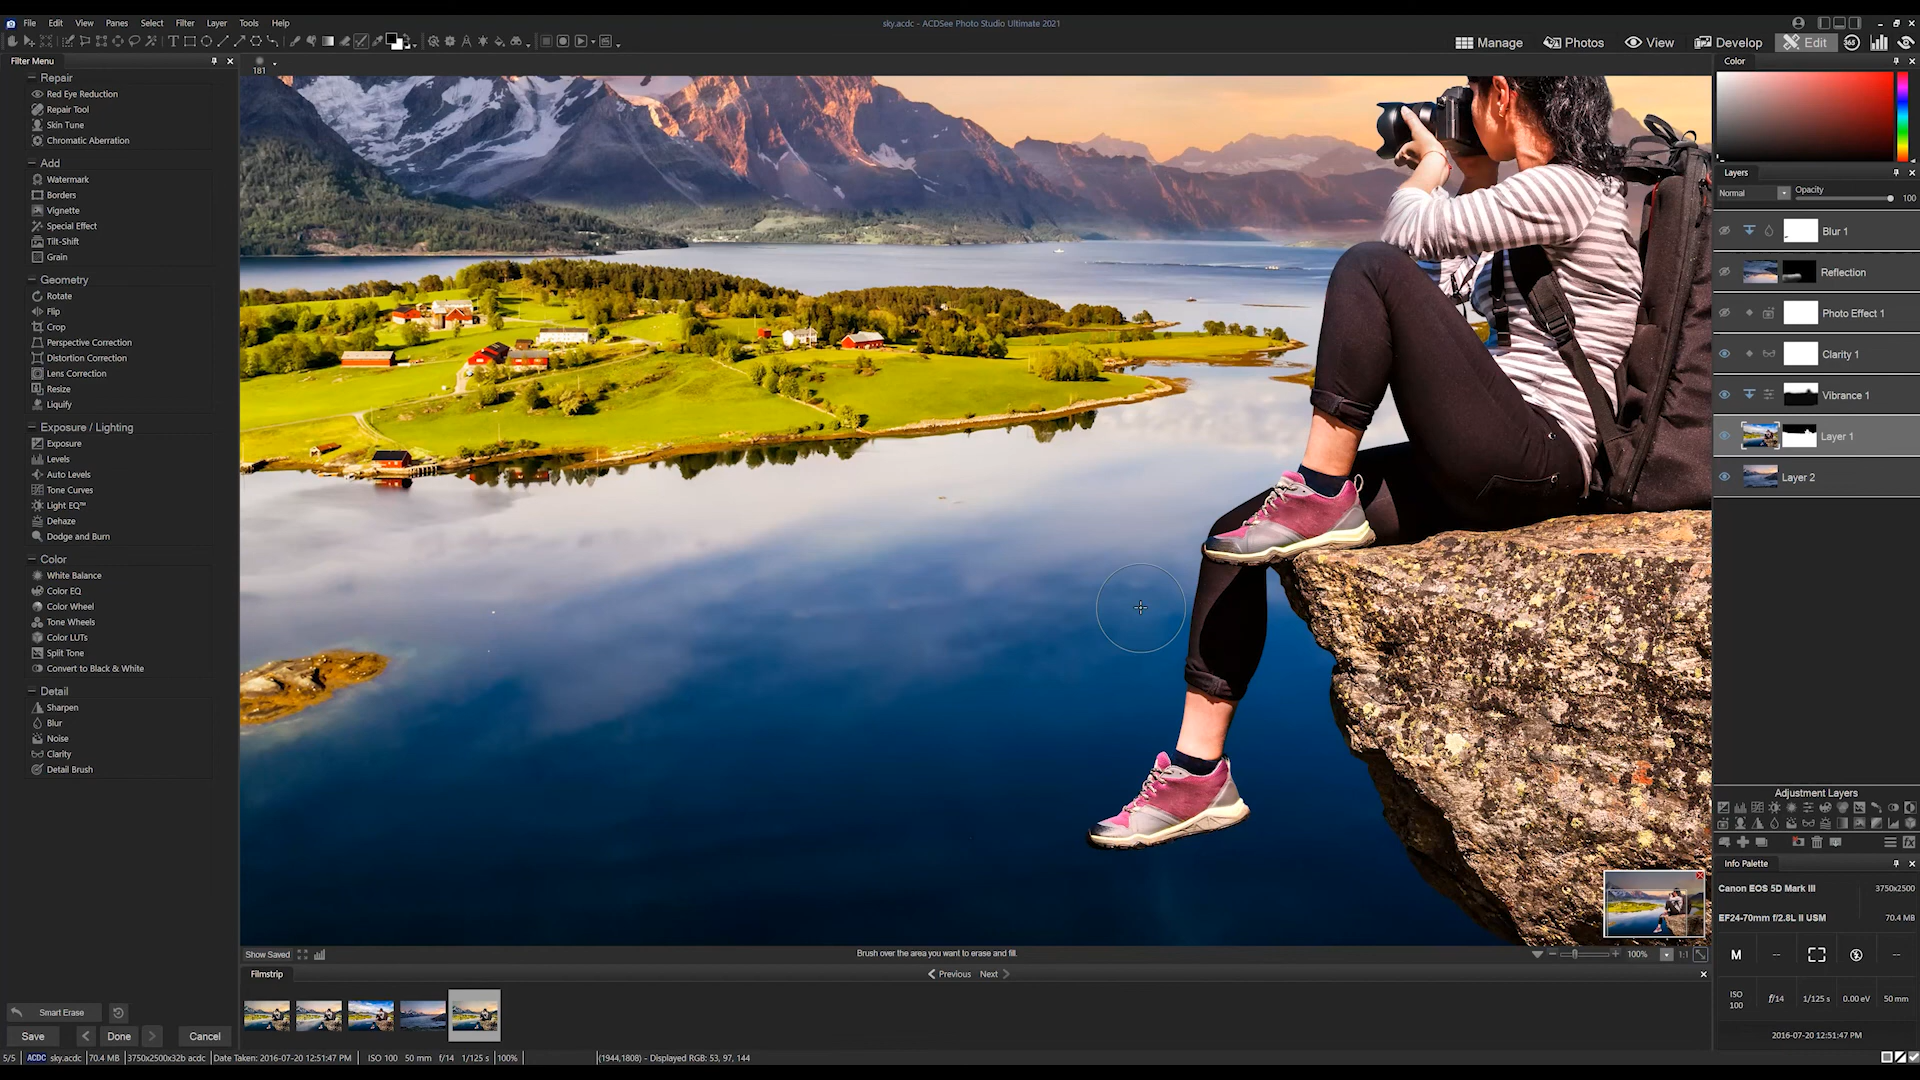 File Edit View Panes Select Filter Layer Tools Help
sky.acdc - ACDSee Photo Studio Ultimate 2021
Manage Photos View Develop Edit 365
Filter Menu
181
Repair
Red Eye Reduction
Repair Tool
Skin Tune
Chromatic Aberration
Add
Watermark
Borders
Vignette
Special Effect
Tilt-Shift
Grain
Geometry
Rotate
Flip
Crop
Perspective Correction
Distortion Correction
Lens Correction
Resize
Liquify
Exposure / Lighting
Exposure
Levels
Auto Levels
Tone Curves
Light EQ™
Dehaze
Dodge and Burn
Color
White Balance
Color EQ
Color Wheel
Tone Wheels
Color LUTs
Split Tone
Convert to Black & White
Detail
Sharpen
Blur
Noise
Clarity
Detail Brush
Smart Erase
Save Done Cancel
Color
Layers
Normal Opacity 100
Blur 1
Reflection
Photo Effect 1
Clarity 1
Vibrance 1
Layer 1
Layer 2
Adjustment Layers
Info Palette
Canon EOS 5D Mark III 3750x2500
EF24-70mm f/2.8L II USM 70.4 MB
M -- --
ISO 100 f/14 1/125 s 0.00 eV 50 mm
2016-07-20 12:51:47 PM
Show Saved
Brush over the area you want to erase and fill.
100% 1:1
Filmstrip
Previous Next
5/5 ACDC sky.acdc 70.4 MB 3750x2500x32b acdc Date Taken: 2016-07-20 12:51:47 PM ISO 100 50 mm f/14 1/125 s 100% (1944,1808) - Displayed RGB: 53, 97, 144